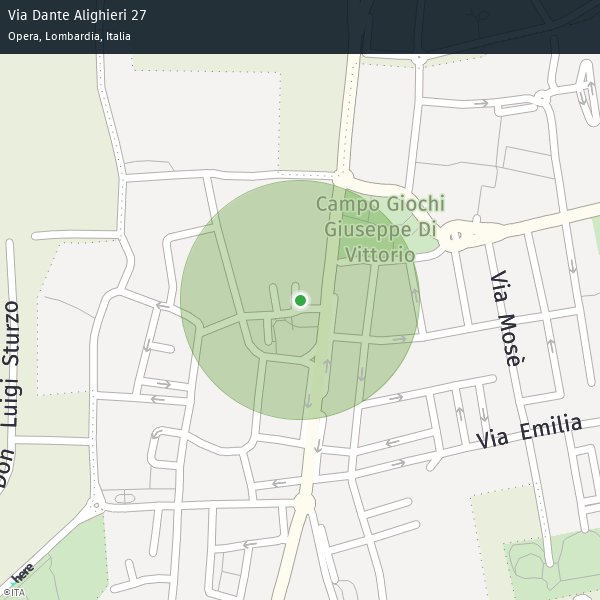 Via Dante Alighieri 27
Opera, Lombardia, Italia
Campo Giochi
Giuseppe Di
Vittorio
Via Mosè
Don Luigi Sturzo
Via Emilia
here
©ITA